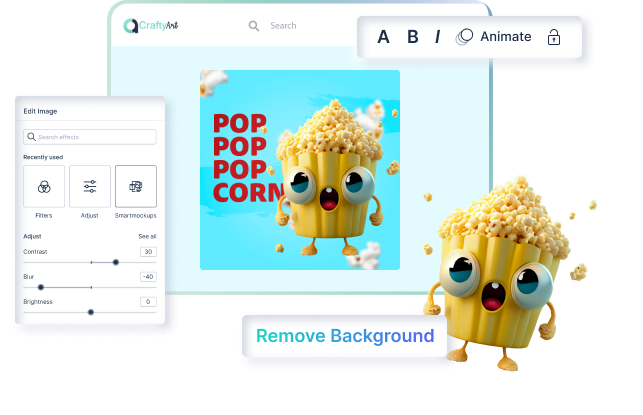 CraftyArt
Search
A B I Animate
Edit Image
Search effects
Recently used
Filters Adjust Smartmockups
Adjust See all
Contrast 30
Blur -40
Brightness 0
POP
POP
POP
CORN
Remove Background